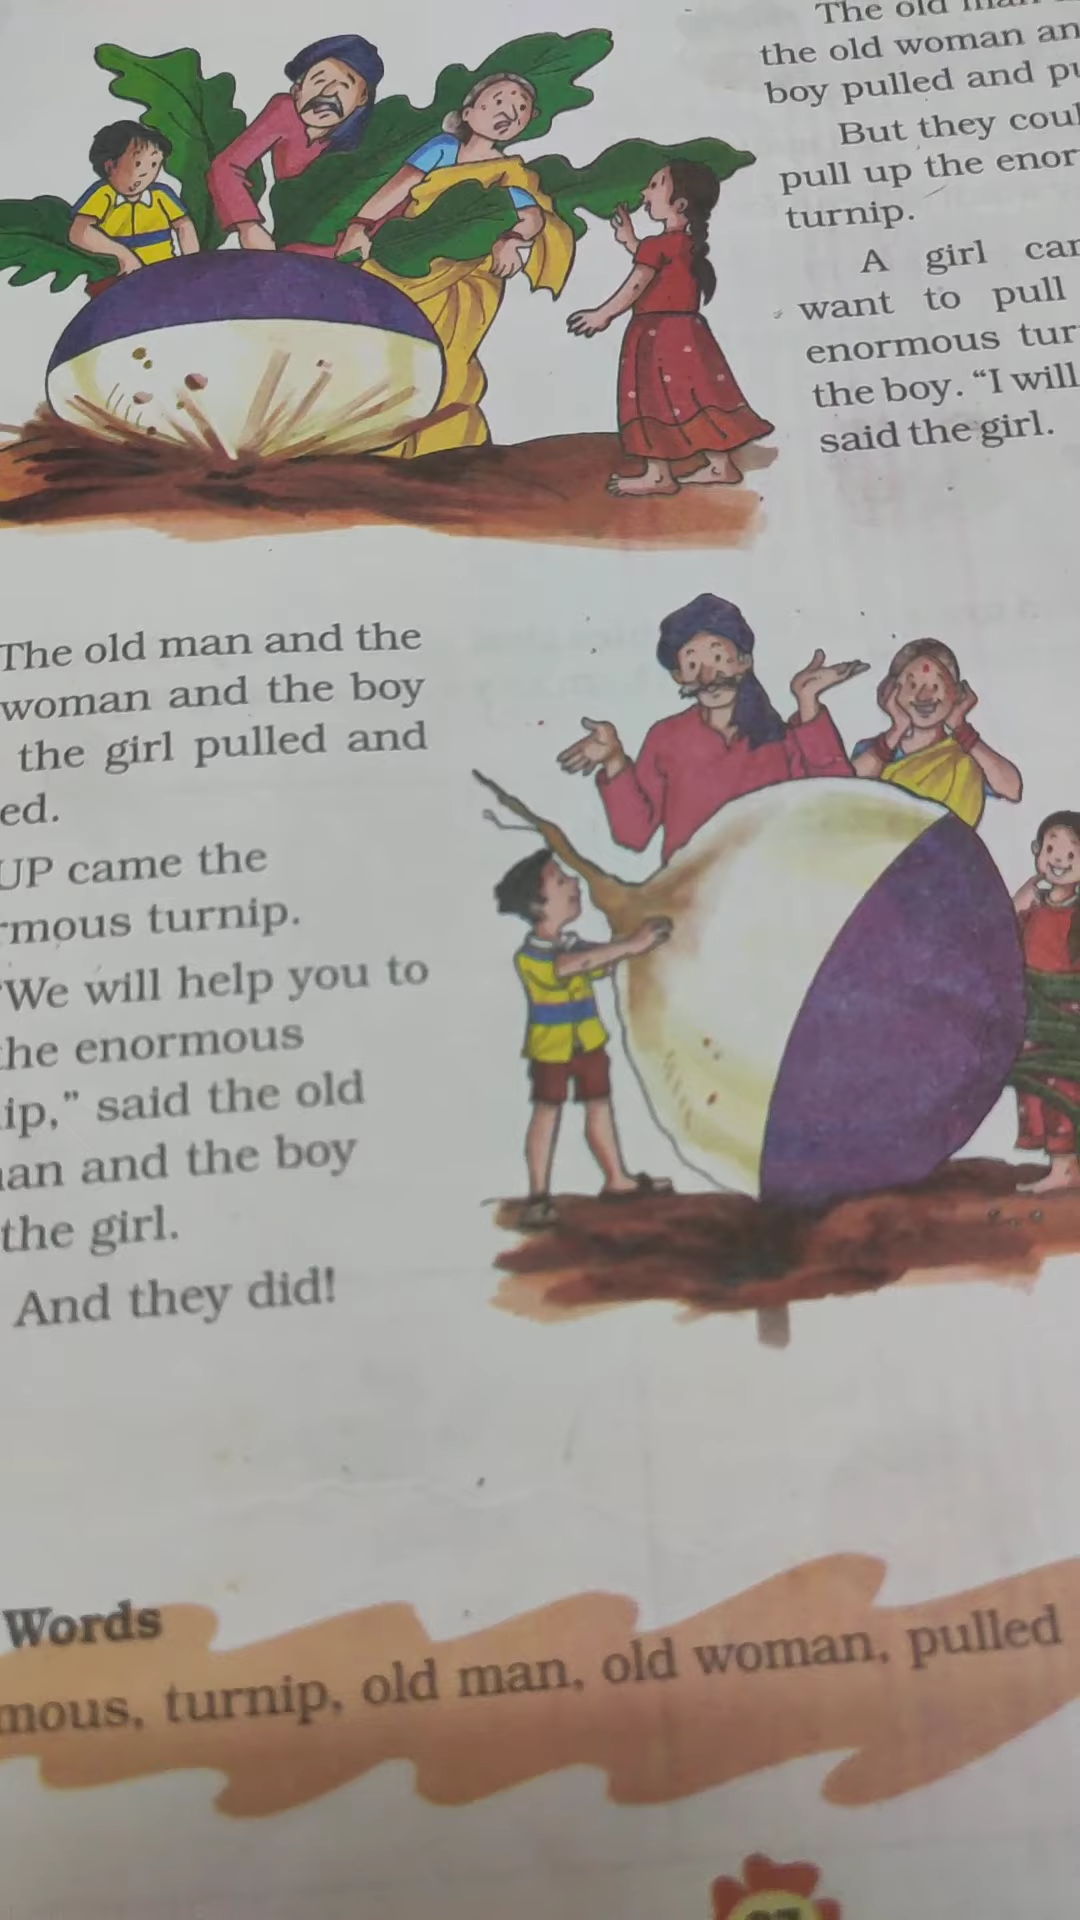 The old
the old woman an
boy pulled and pu
But they coul
pull up the enor
turnip.
A girl
want to pull
enormous tur
the boy. “I will
said the girl.
The old man and the
woman and the boy
the girl pulled and
ed.
UP came the
rmous turnip.
“We will help you to
the enormous
ip,” said the old
an and the boy
the girl.
And they did!
Words
mous, turnip, old man, old woman, pulled